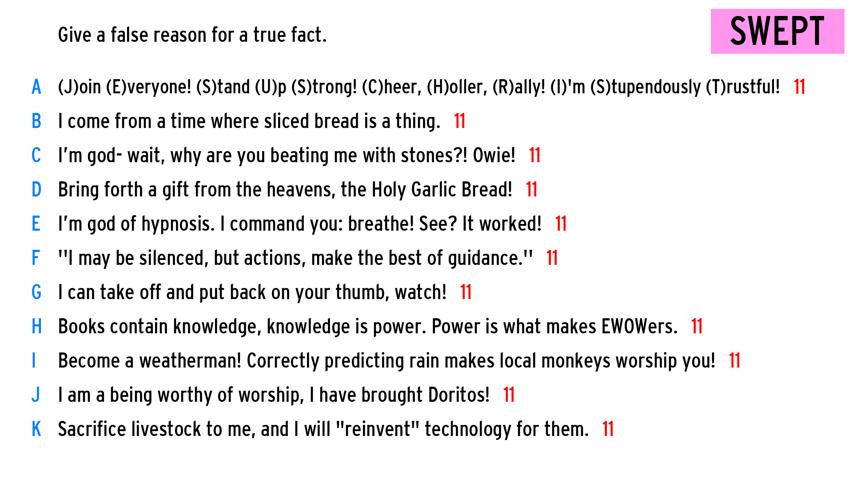 Give a false reason for a true fact.
SWEPT
A (J)oin (E)veryone! (S)tand (U)p (S)trong! (C)heer, (H)oller, (R)ally! (I)'m (S)tupendously (T)rustful! 11
B I come from a time where sliced bread is a thing. 11
C I'm god- wait, why are you beating me with stones?! Owie! 11
D Bring forth a gift from the heavens, the Holy Garlic Bread! 11
E I'm god of hypnosis. I command you: breathe! See? It worked! 11
F "I may be silenced, but actions, make the best of guidance." 11
G I can take off and put back on your thumb, watch! 11
H Books contain knowledge, knowledge is power. Power is what makes EWOWers. 11
I Become a weatherman! Correctly predicting rain makes local monkeys worship you! 11
J I am a being worthy of worship, I have brought Doritos! 11
K Sacrifice livestock to me, and I will "reinvent" technology for them. 11